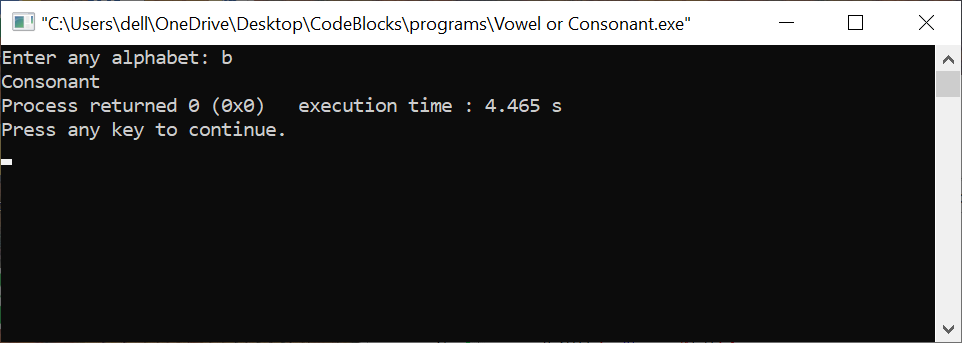 "C:\Users\dell\OneDrive\Desktop\CodeBlocks\programs\Vowel or Consonant.exe"
Enter any alphabet: b
Consonant
Process returned 0 (0x0)   execution time : 4.465 s
Press any key to continue.